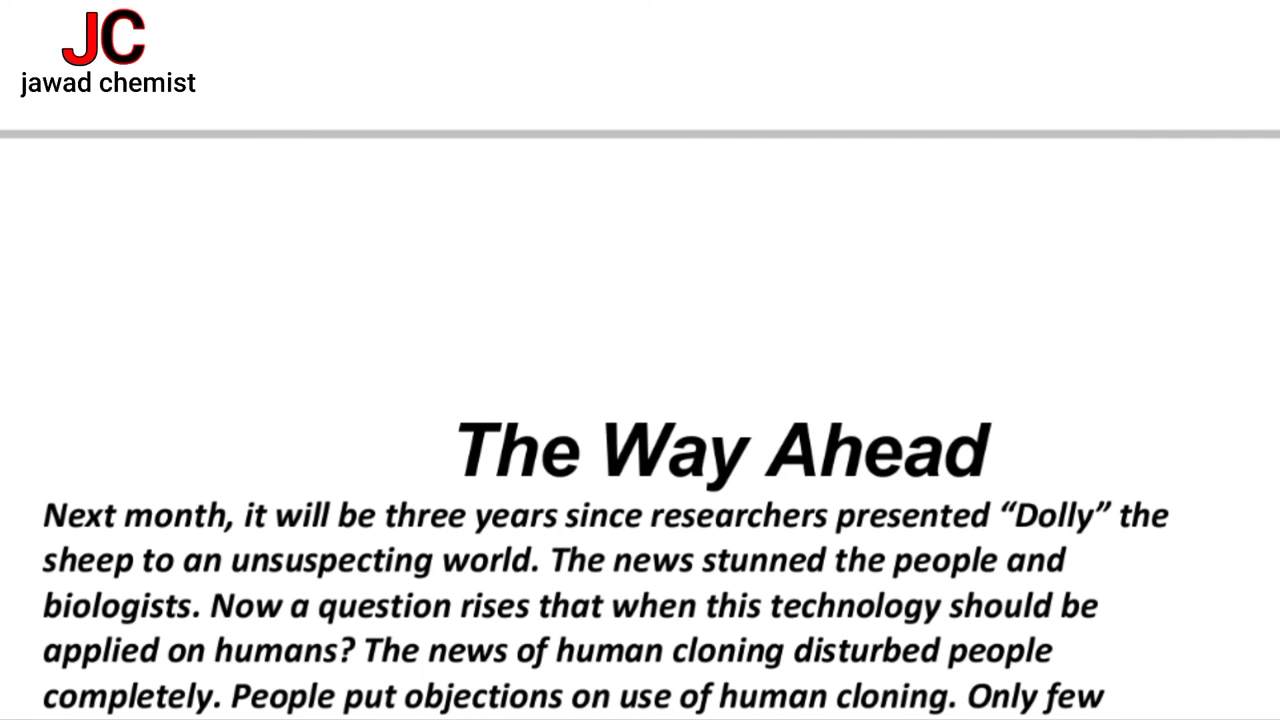 JC
jawad chemist
The Way Ahead
Next month, it will be three years since researchers presented “Dolly” the
sheep to an unsuspecting world. The news stunned the people and
biologists. Now a question rises that when this technology should be
applied on humans? The news of human cloning disturbed people
completely. People put objections on use of human cloning. Only few